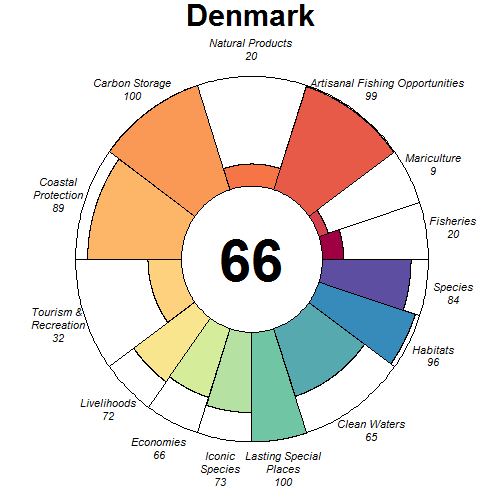 Denmark
Natural Products
20
Carbon Storage
100
Artisanal Fishing Opportunities
99
Mariculture
9
Coastal
Protection
89
Fisheries
20
66
Species
84
Tourism &
Recreation
32
Habitats
96
Livelihoods
72
Clean Waters
65
Economies
66
Iconic
Species
73
Lasting Special
Places
100